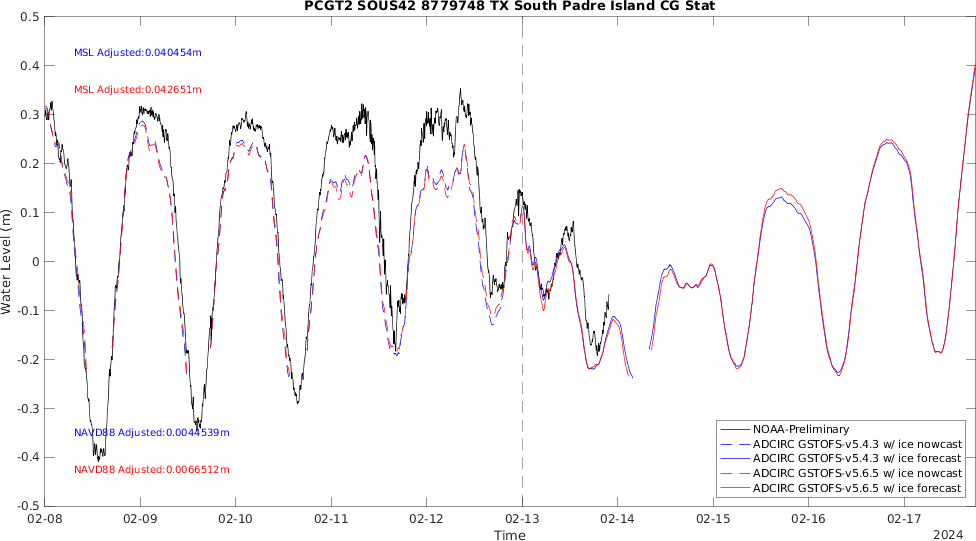 PCGT2 SOUS42 8779748 TX South Padre Island CG Stat
MSL Adjusted:0.040454m
MSL Adjusted:0.042651m
NAVD88 Adjusted:0.0044539m
NAVD88 Adjusted:0.0066512m
Water Level (m)
0.5
0.4
0.3
0.2
0.1
0
-0.1
-0.2
-0.3
-0.4
-0.5
NOAA-Preliminary
ADCIRC GSTOFS-v5.4.3 w/ ice nowcast
ADCIRC GSTOFS-v5.4.3 w/ ice forecast
ADCIRC GSTOFS-v5.6.5 w/ ice nowcast
ADCIRC GSTOFS-v5.6.5 w/ ice forecast
02-08 02-09 02-10 02-11 02-12 02-13 02-14 02-15 02-16 02-17
Time
2024